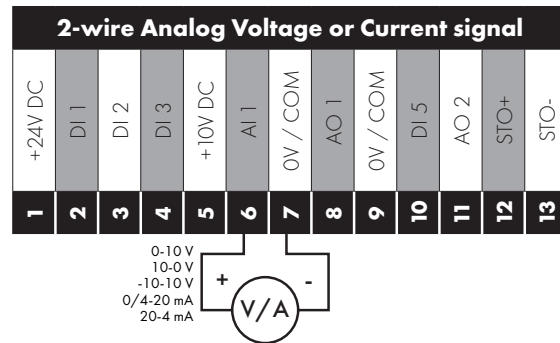 2-wire Analog Voltage or Current signal
+24V DC
DI 1
DI 2
DI 3
+10V DC
AI 1
0V / COM
AO 1
0V / COM
DI 5
AO 2
STO+
STO-
1 2 3 4 5 6 7 8 9 10 11 12 13
0-10 V
10-0 V
-10-10 V
0/4-20 mA
20-4 mA
+ -
V/A